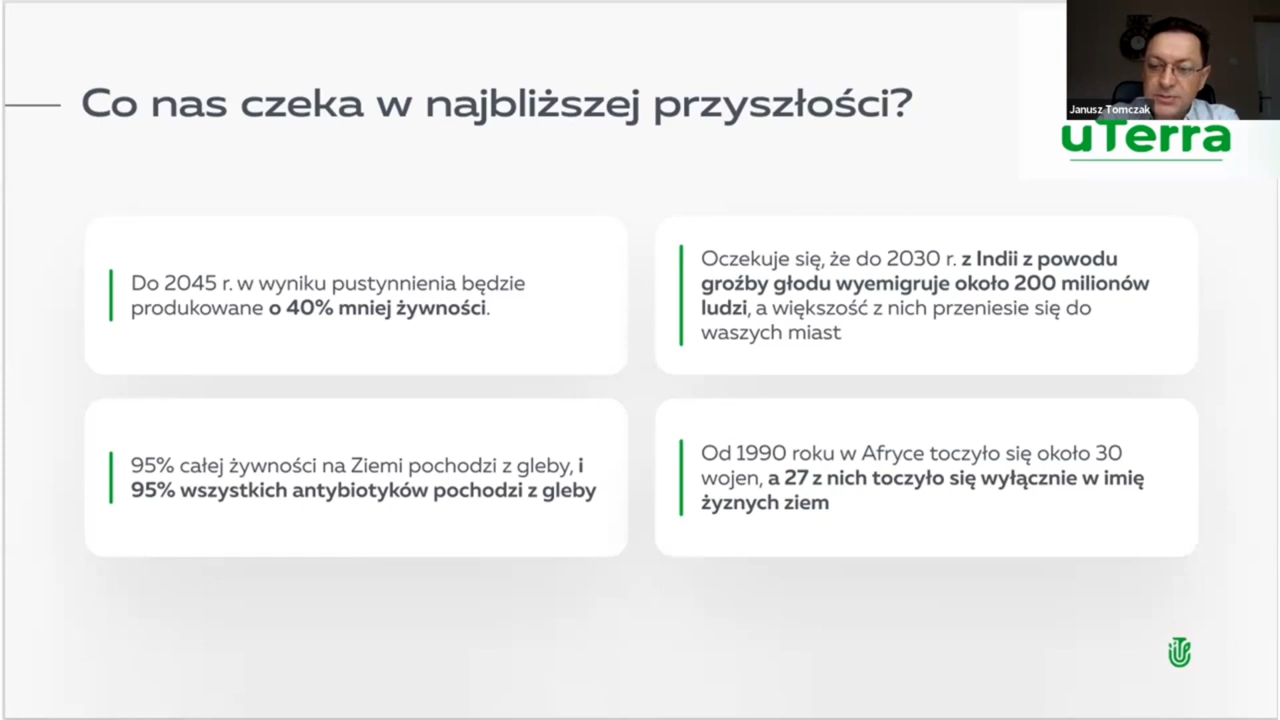 Co nas czeka w najbliższej przyszłości?
Janusz Tomczak
uTerra
Do 2045 r. w wyniku pustynnienia będzie
produkowane o 40% mniej żywności.
Oczekuje się, że do 2030 r. z Indii z powodu
groźby głodu wyemigruje około 200 milionów
ludzi, a większość z nich przeniesie się do
waszych miast
95% całej żywności na Ziemi pochodzi z gleby, i
95% wszystkich antybiotyków pochodzi z gleby
Od 1990 roku w Afryce toczyło się około 30
wojen, a 27 z nich toczyło się wyłącznie w imię
żyznych ziem